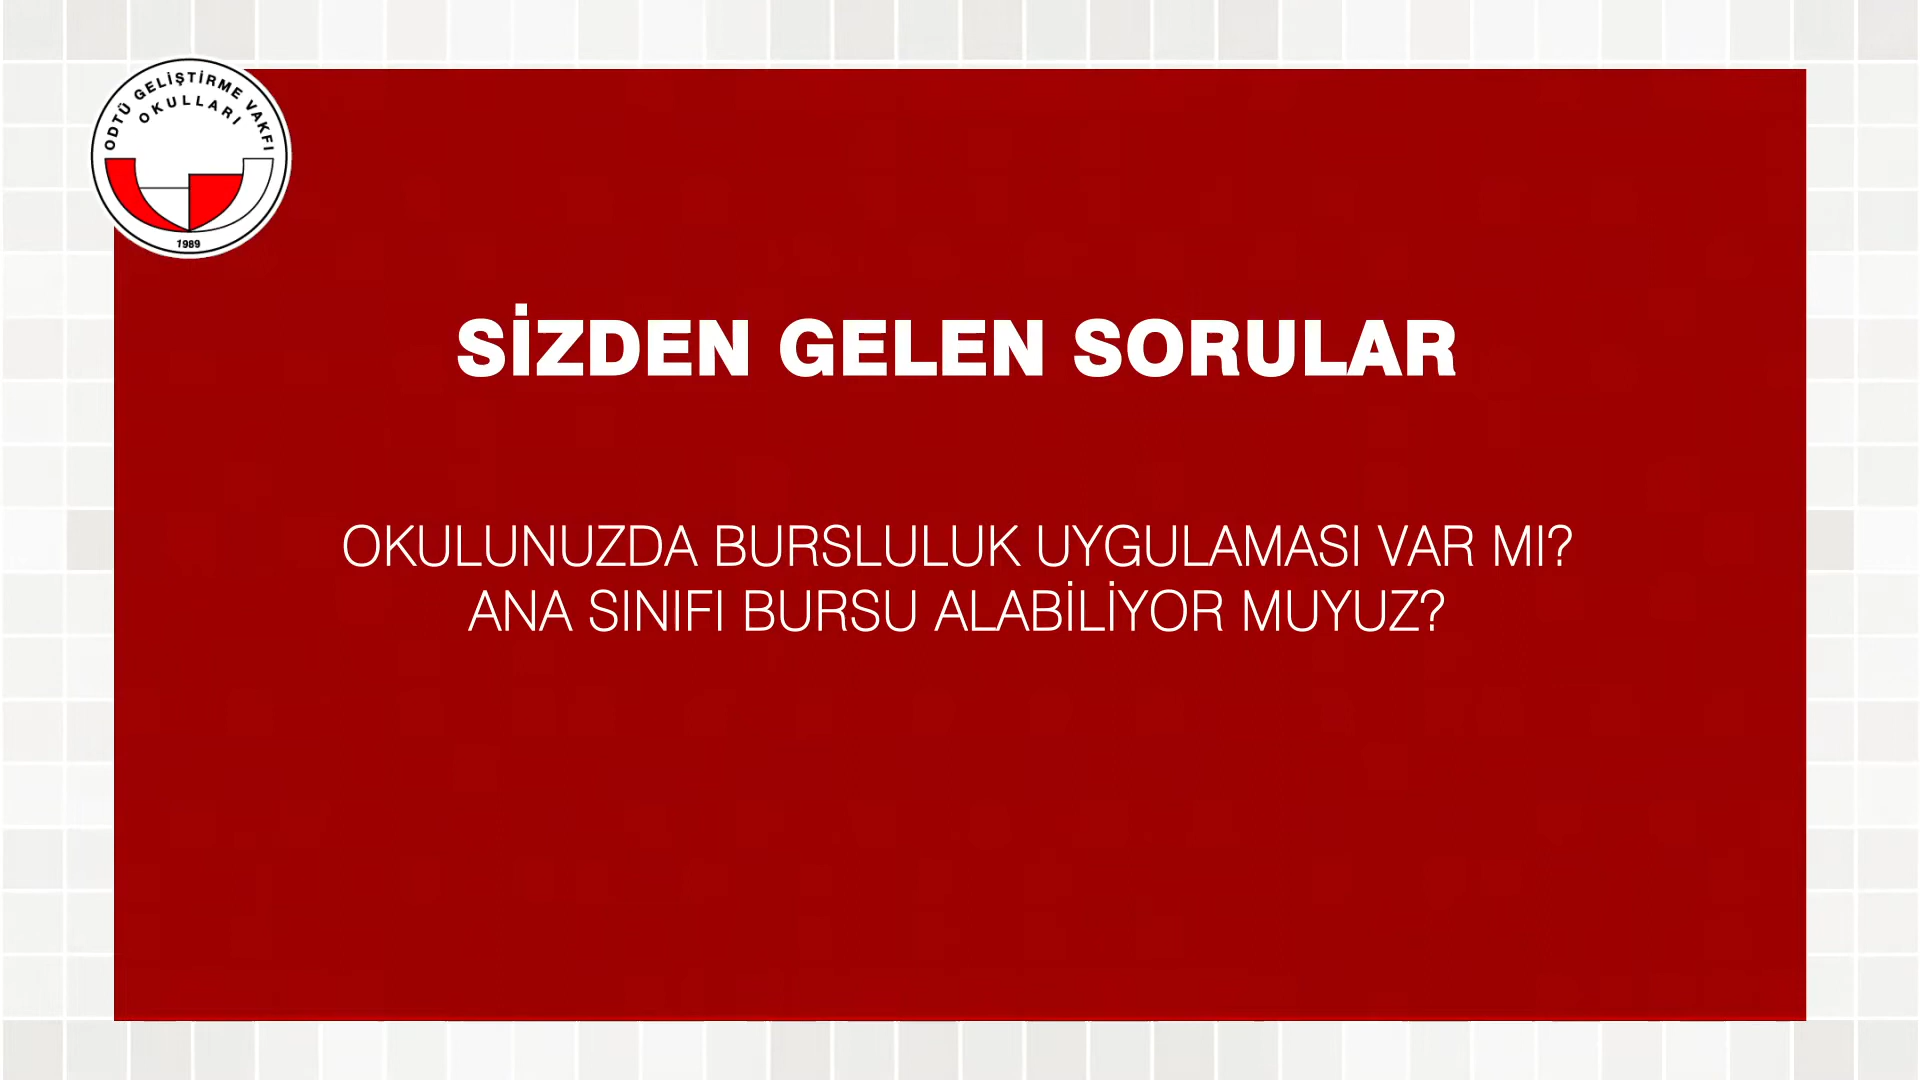 ODTÜ GELİŞTİRME VAKFI
OKULLARI
1989
SİZDEN GELEN SORULAR
OKULUNUZDA BURSLULUK UYGULAMASI VAR MI?
ANA SINIFI BURSU ALABİLİYOR MUYUZ?